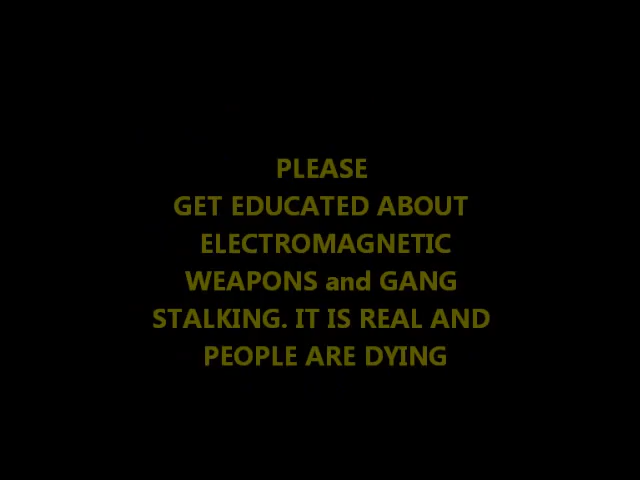 PLEASE
GET EDUCATED ABOUT
ELECTROMAGNETIC
WEAPONS and GANG
STALKING. IT IS REAL AND
PEOPLE ARE DYING